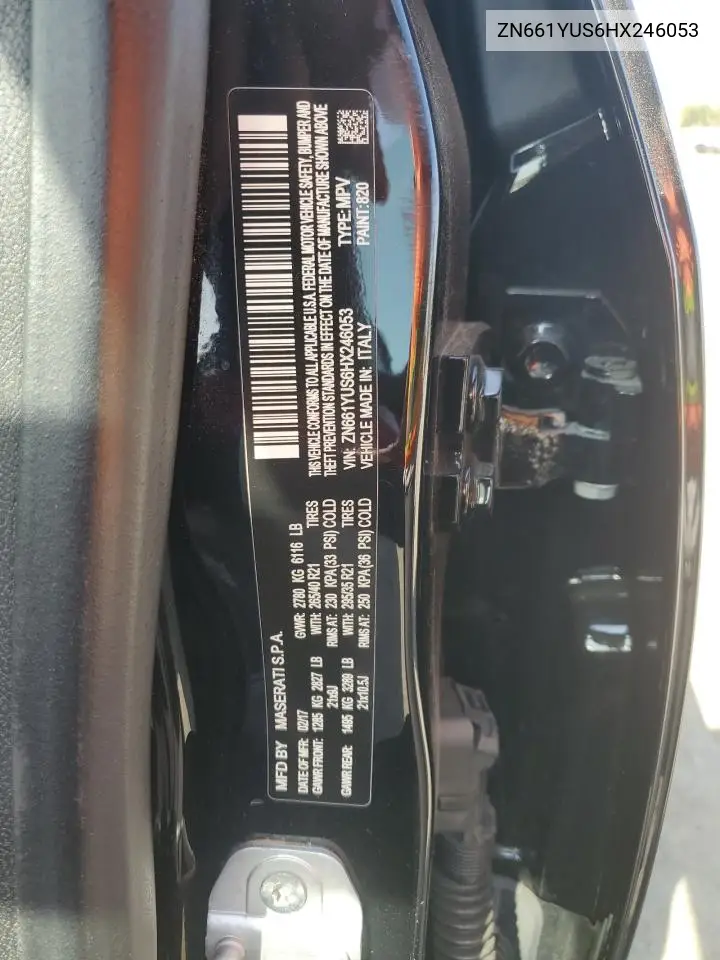 ZN661YUS6HX246053
MFD BY MASERATI S.P.A.
DATE OF MFR: 02/17 GVWR: 2780 KG 6116 LB
GAWR FRONT: 1285 KG 2827 LB WITH: 265/40 R21 TIRES
21x9J RIMS AT: 230 KPA(33 PSI) COLD
GAWR REAR: 1495 KG 3289 LB WITH: 295/35 R21 TIRES
21x10.5J RIMS AT: 250 KPA(36 PSI) COLD
THIS VEHICLE CONFORMS TO ALL APPLICABLE U.S.A. FEDERAL MOTOR VEHICLE SAFETY, BUMPER AND
THEFT PREVENTION STANDARDS IN EFFECT ON THE DATE OF MANUFACTURE SHOWN ABOVE
VIN: ZN661YUS6HX246053 TYPE: MPV
VEHICLE MADE IN: ITALY PAINT: 820